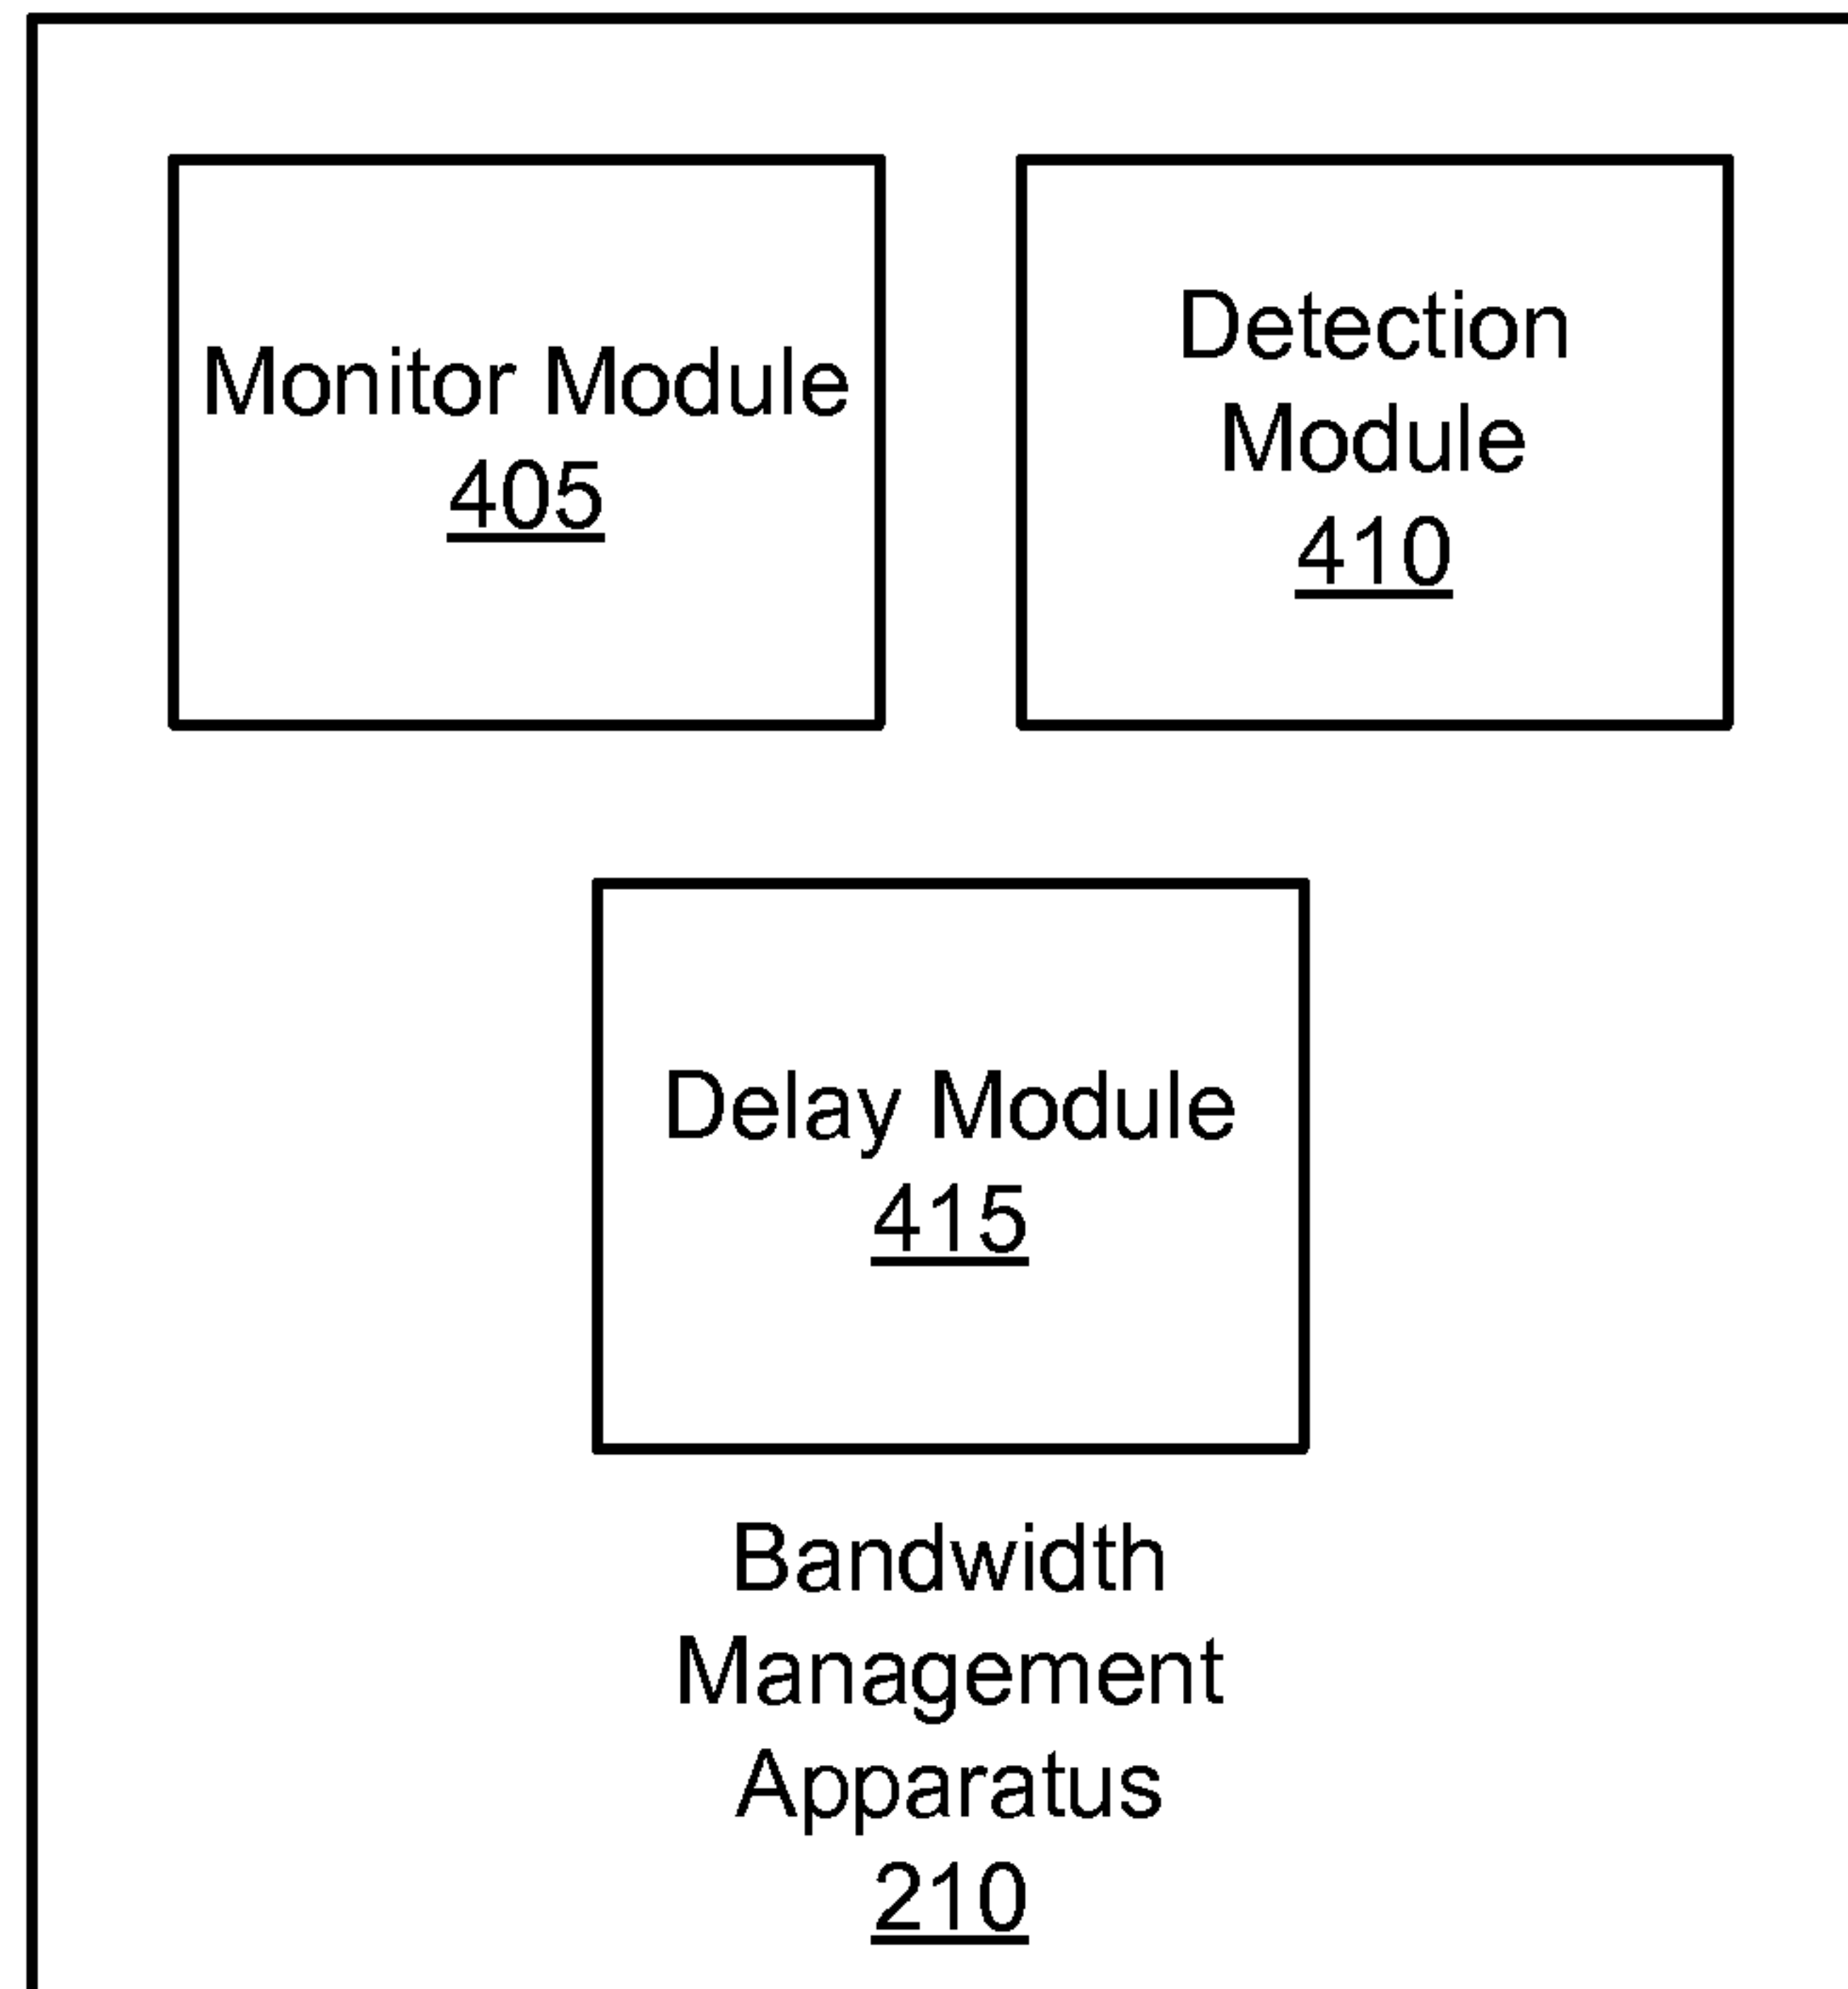 Monitor Module
405
Detection
Module
410
Delay Module
415
Bandwidth
Management
Apparatus
210